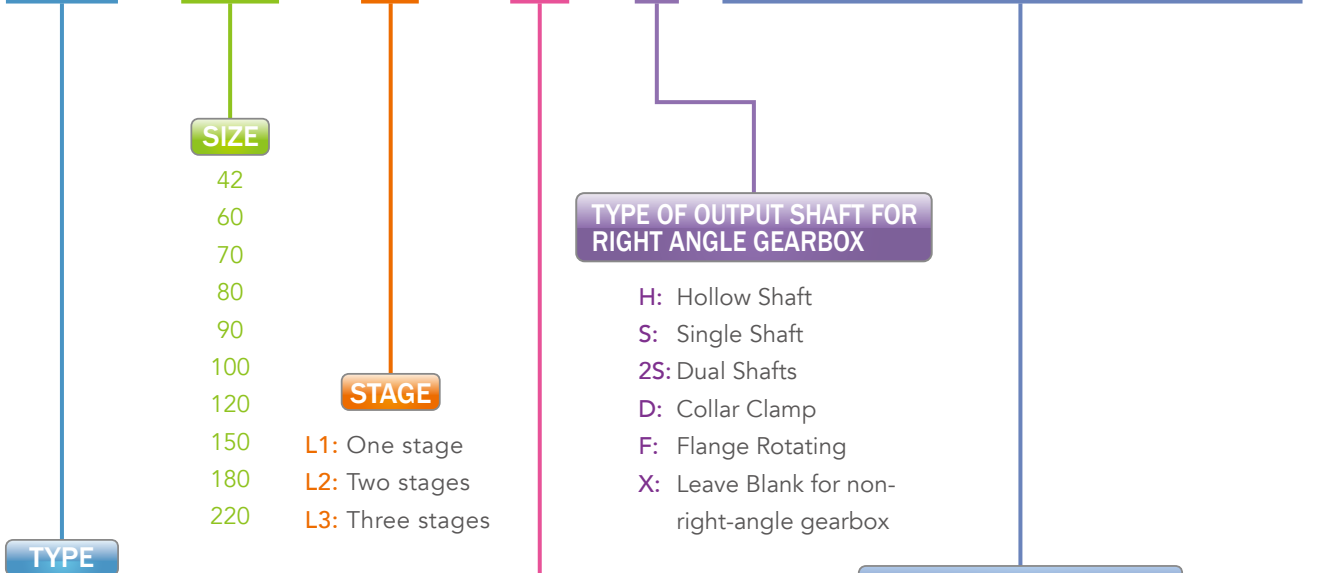 SIZE
42
60
70
80
90
100
120
150
180
220
STAGE
L1: One stage
L2: Two stages
L3: Three stages
TYPE OF OUTPUT SHAFT FOR
RIGHT ANGLE GEARBOX
H: Hollow Shaft
S: Single Shaft
2S: Dual Shafts
D: Collar Clamp
F: Flange Rotating
X: Leave Blank for non-
right-angle gearbox
TYPE